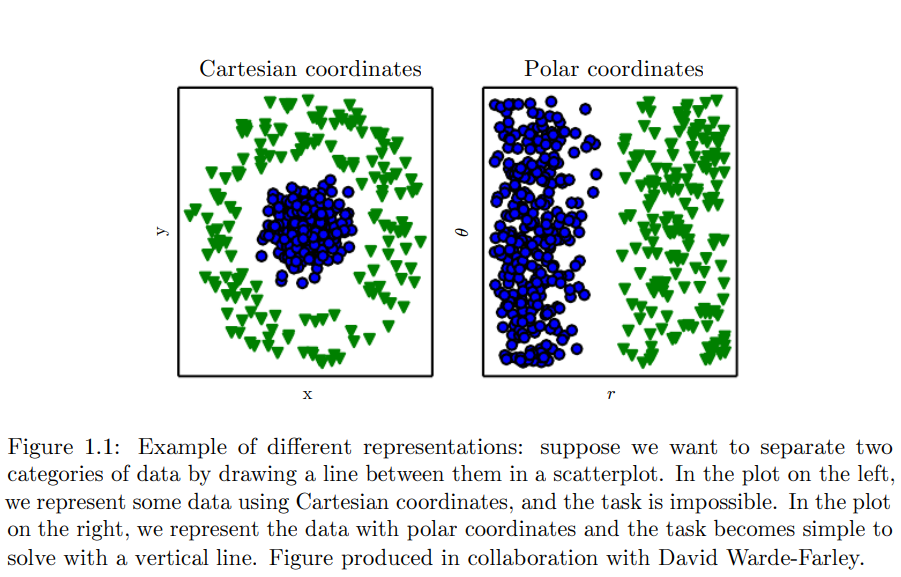 Cartesian coordinates
Polar coordinates
y
θ
x
r
Figure 1.1: Example of different representations: suppose we want to separate two
categories of data by drawing a line between them in a scatterplot. In the plot on the left,
we represent some data using Cartesian coordinates, and the task is impossible. In the plot
on the right, we represent the data with polar coordinates and the task becomes simple to
solve with a vertical line. Figure produced in collaboration with David Warde-Farley.